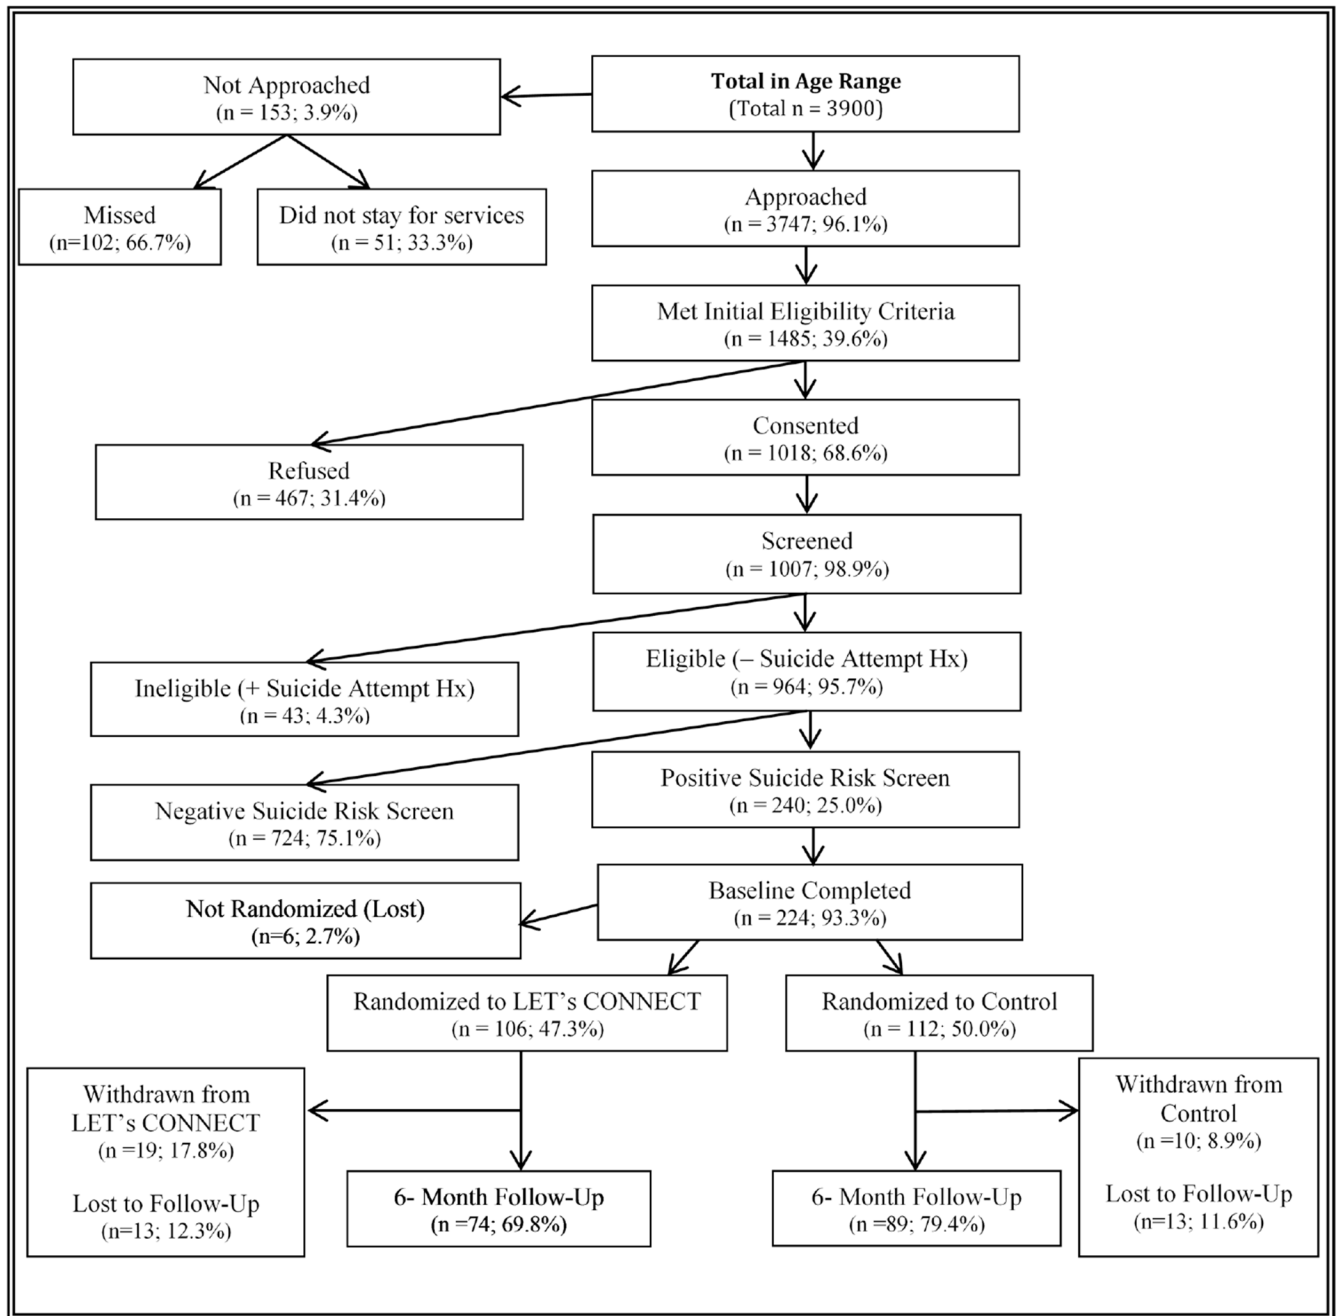 Total in Age Range
(Total n = 3900)
Not Approached
(n = 153; 3.9%)
Missed
(n=102; 66.7%)
Did not stay for services
(n = 51; 33.3%)
Approached
(n = 3747; 96.1%)
Met Initial Eligibility Criteria
(n = 1485; 39.6%)
Consented
(n = 1018; 68.6%)
Refused
(n = 467; 31.4%)
Screened
(n = 1007; 98.9%)
Eligible (– Suicide Attempt Hx)
(n = 964; 95.7%)
Ineligible (+ Suicide Attempt Hx)
(n = 43; 4.3%)
Positive Suicide Risk Screen
(n = 240; 25.0%)
Negative Suicide Risk Screen
(n = 724; 75.1%)
Baseline Completed
(n = 224; 93.3%)
Not Randomized (Lost)
(n=6; 2.7%)
Randomized to LET's CONNECT
(n = 106; 47.3%)
Randomized to Control
(n = 112; 50.0%)
Withdrawn from
LET's CONNECT
(n =19; 17.8%)
Lost to Follow-Up
(n=13; 12.3%)
6- Month Follow-Up
(n =74; 69.8%)
6- Month Follow-Up
(n =89; 79.4%)
Withdrawn from
Control
(n =10; 8.9%)
Lost to Follow-Up
(n=13; 11.6%)